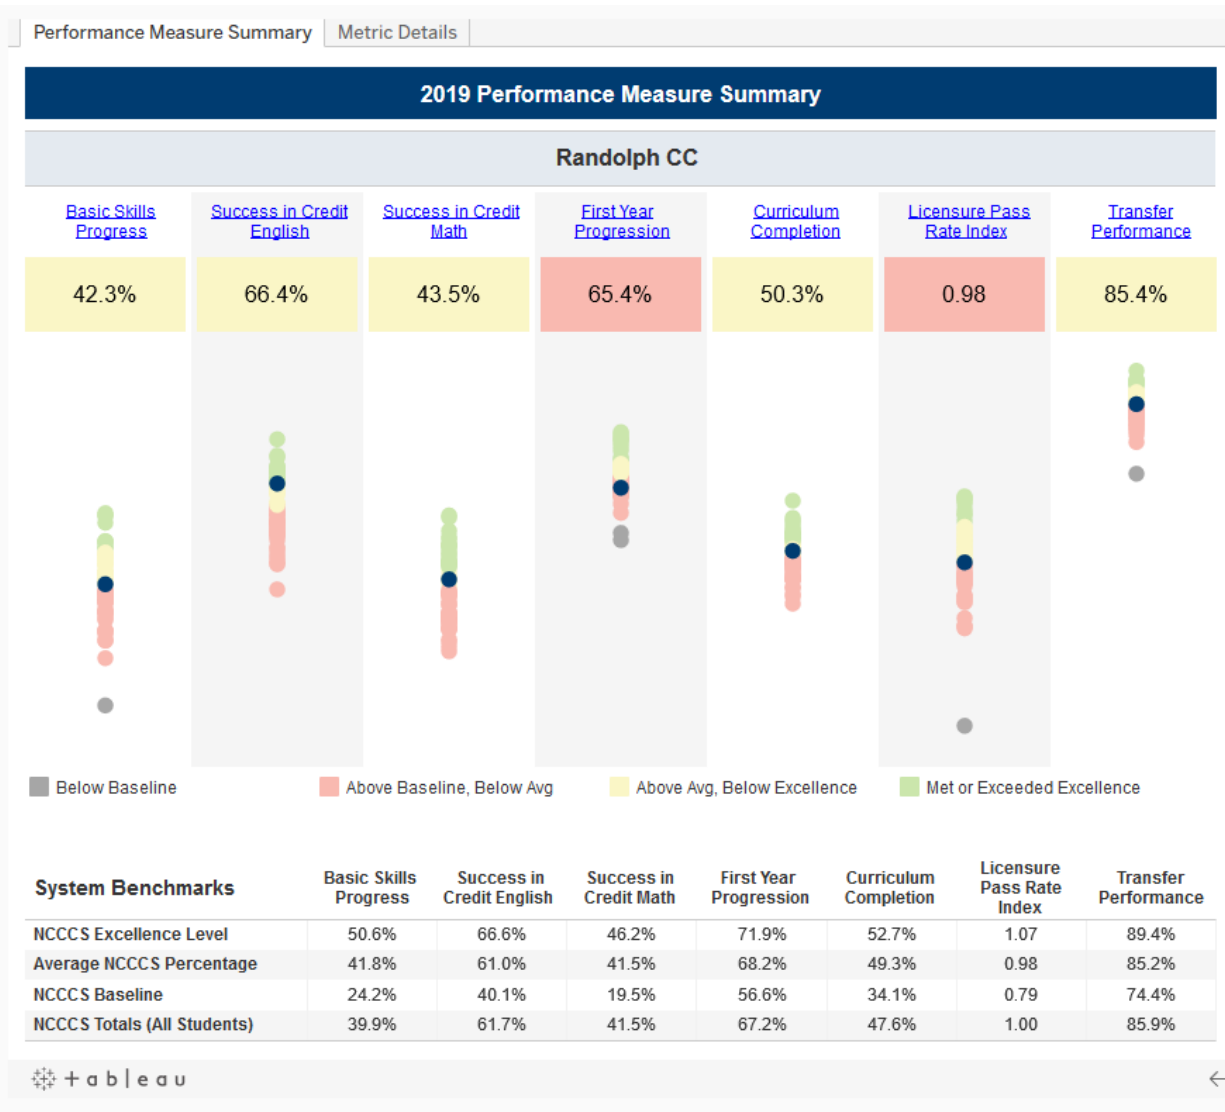 Performance Measure Summary Metric Details
2019 Performance Measure Summary
Randolph CC
Basic Skills Progress
Success in Credit English
Success in Credit Math
First Year Progression
Curriculum Completion
Licensure Pass Rate Index
Transfer Performance
42.3% 66.4% 43.5% 65.4% 50.3% 0.98 85.4%
Below Baseline Above Baseline, Below Avg Above Avg, Below Excellence Met or Exceeded Excellence
System Benchmarks
Basic Skills Progress
Success in Credit English
Success in Credit Math
First Year Progression
Curriculum Completion
Licensure Pass Rate Index
Transfer Performance
NCCCS Excellence Level 50.6% 66.6% 46.2% 71.9% 52.7% 1.07 89.4%
Average NCCCS Percentage 41.8% 61.0% 41.5% 68.2% 49.3% 0.98 85.2%
NCCCS Baseline 24.2% 40.1% 19.5% 56.6% 34.1% 0.79 74.4%
NCCCS Totals (All Students) 39.9% 61.7% 41.5% 67.2% 47.6% 1.00 85.9%
+ableau